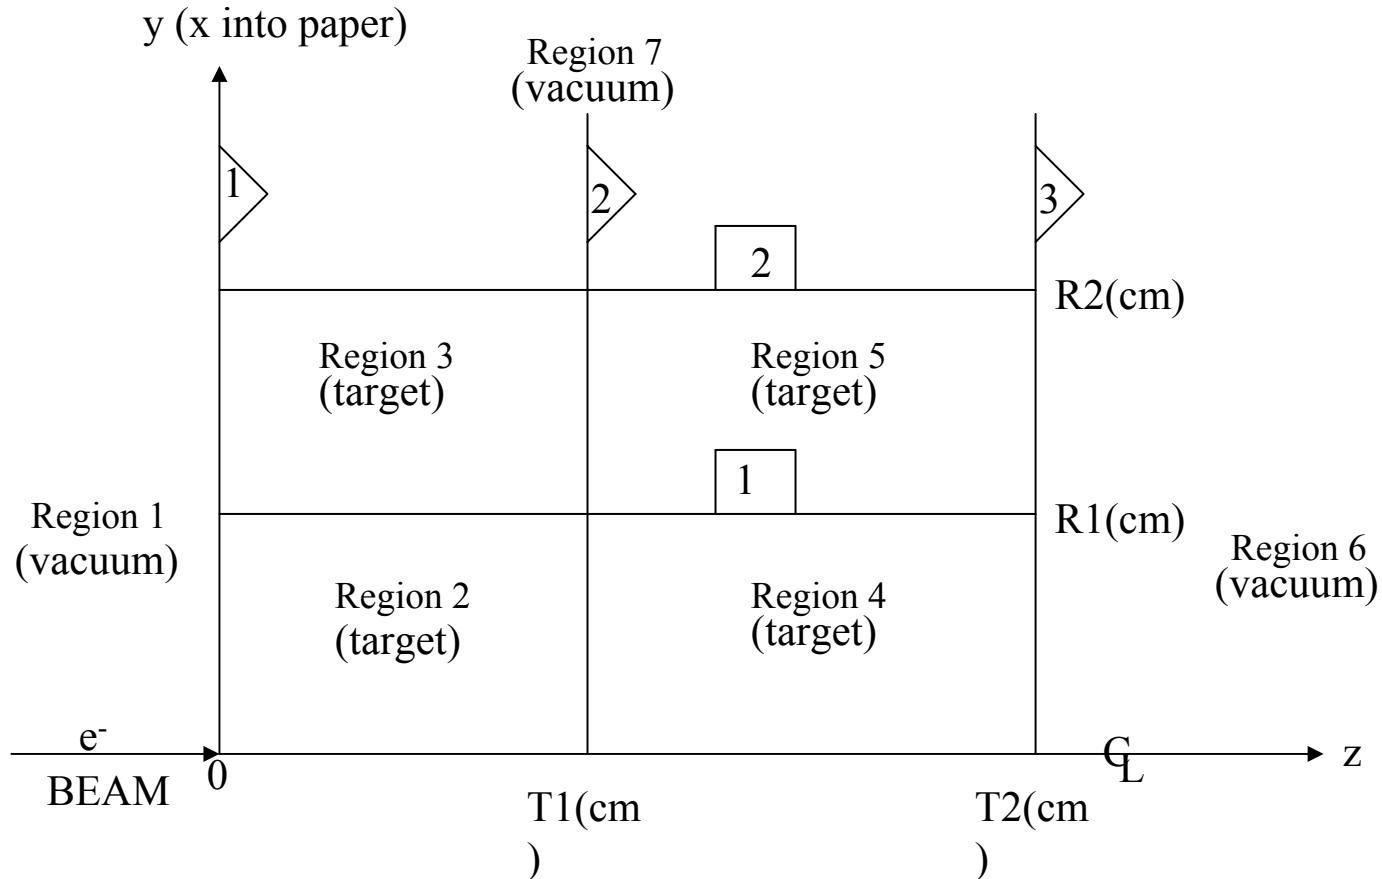 y (x into paper)
Region 7
(vacuum)
1
2
3
2
R2(cm)
Region 3
(target)
Region 5
(target)
1
Region 1
(vacuum)
R1(cm)
Region 6
(vacuum)
Region 2
(target)
Region 4
(target)
e-
BEAM
0
CL
z
T1(cm
)
T2(cm
)